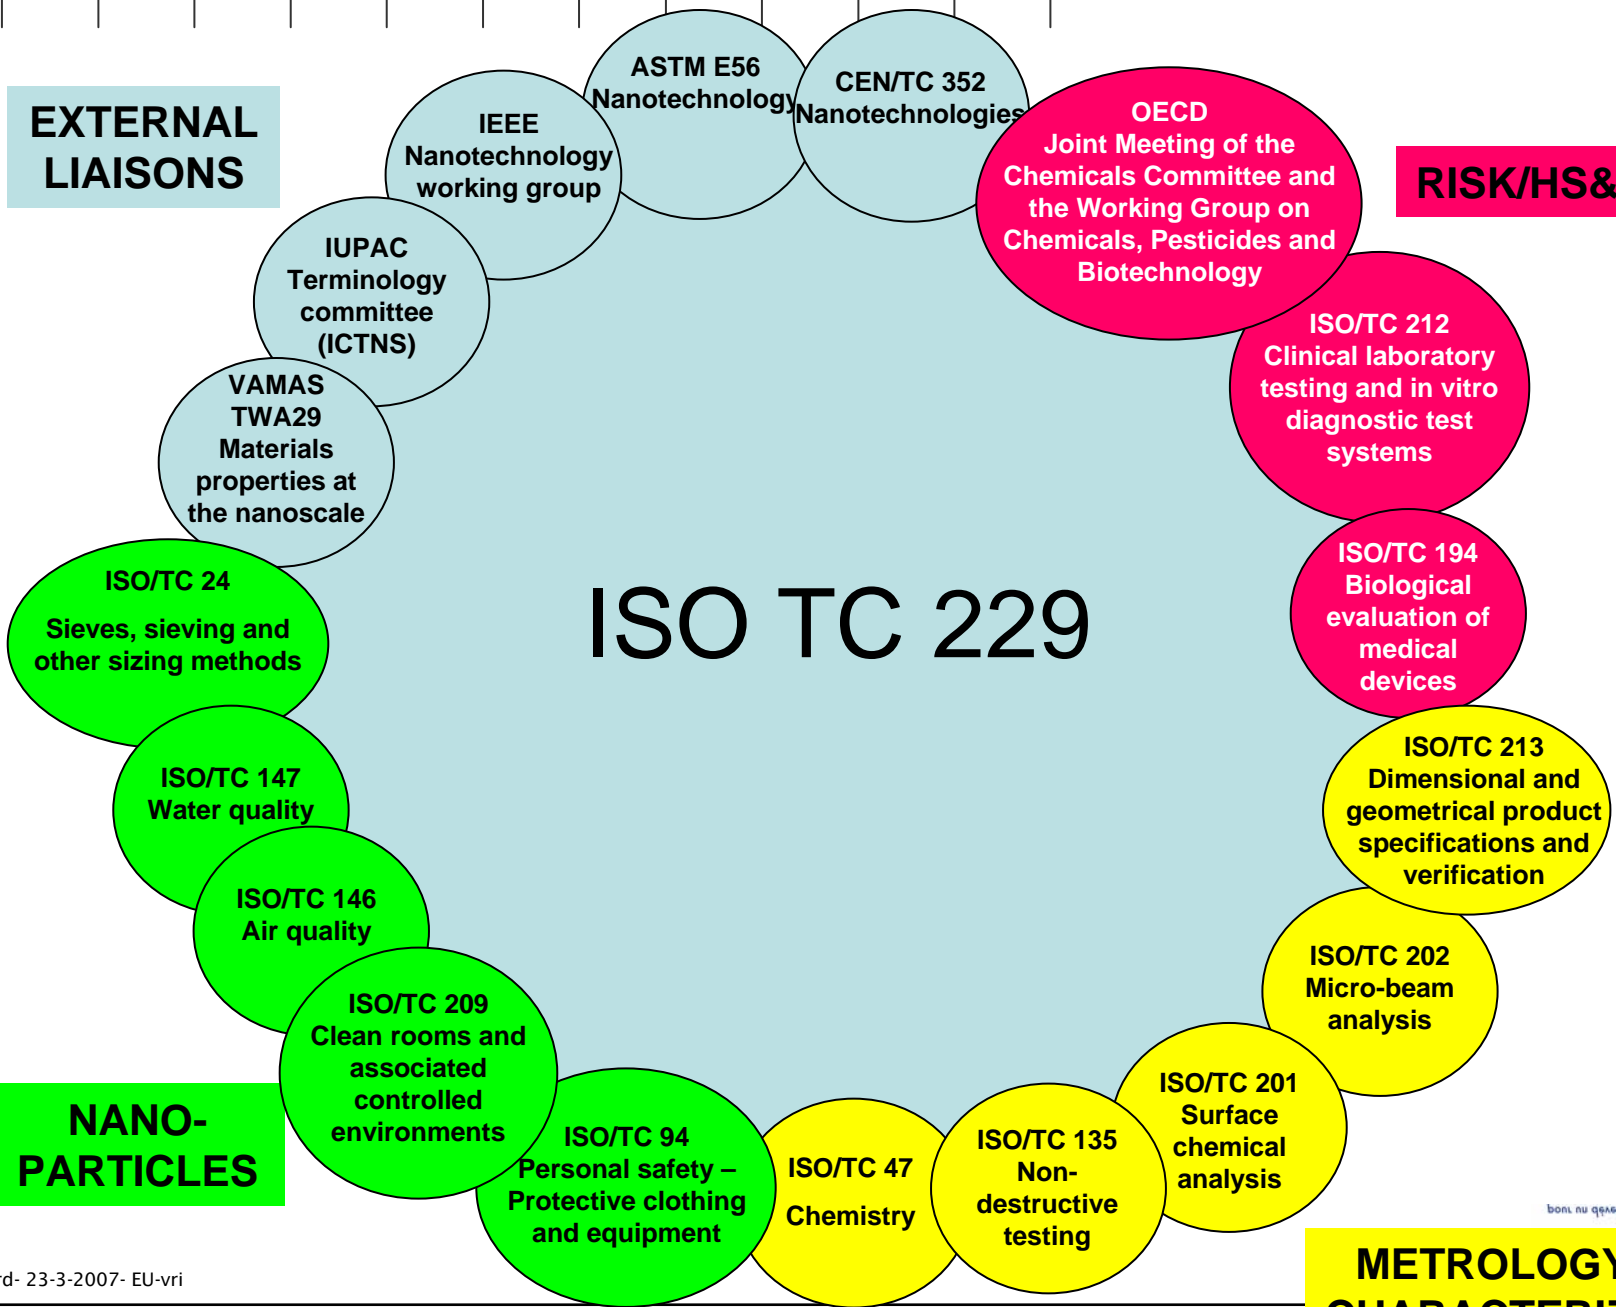 EXTERNAL
LIAISONS
ASTM E56
Nanotechnology
CEN/TC 352
Nanotechnologies
IEEE
Nanotechnology
working group
OECD
Joint Meeting of the
Chemicals Committee and
the Working Group on
Chemicals, Pesticides and
Biotechnology
RISK/HS&
IUPAC
Terminology
committee
(ICTNS)
ISO/TC 212
Clinical laboratory
testing and in vitro
diagnostic test
systems
VAMAS
TWA29
Materials
properties at
the nanoscale
ISO/TC 194
Biological
evaluation of
medical
devices
ISO/TC 24
Sieves, sieving and
other sizing methods
ISO TC 229
ISO/TC 213
Dimensional and
geometrical product
specifications and
verification
ISO/TC 147
Water quality
ISO/TC 146
Air quality
ISO/TC 202
Micro-beam
analysis
ISO/TC 209
Clean rooms and
associated
controlled
environments
ISO/TC 201
Surface
chemical
analysis
NANO-
PARTICLES
ISO/TC 94
Personal safety –
Protective clothing
and equipment
ISO/TC 47
Chemistry
ISO/TC 135
Non-
destructive
testing
rd- 23-3-2007- EU-vri
METROLOGY